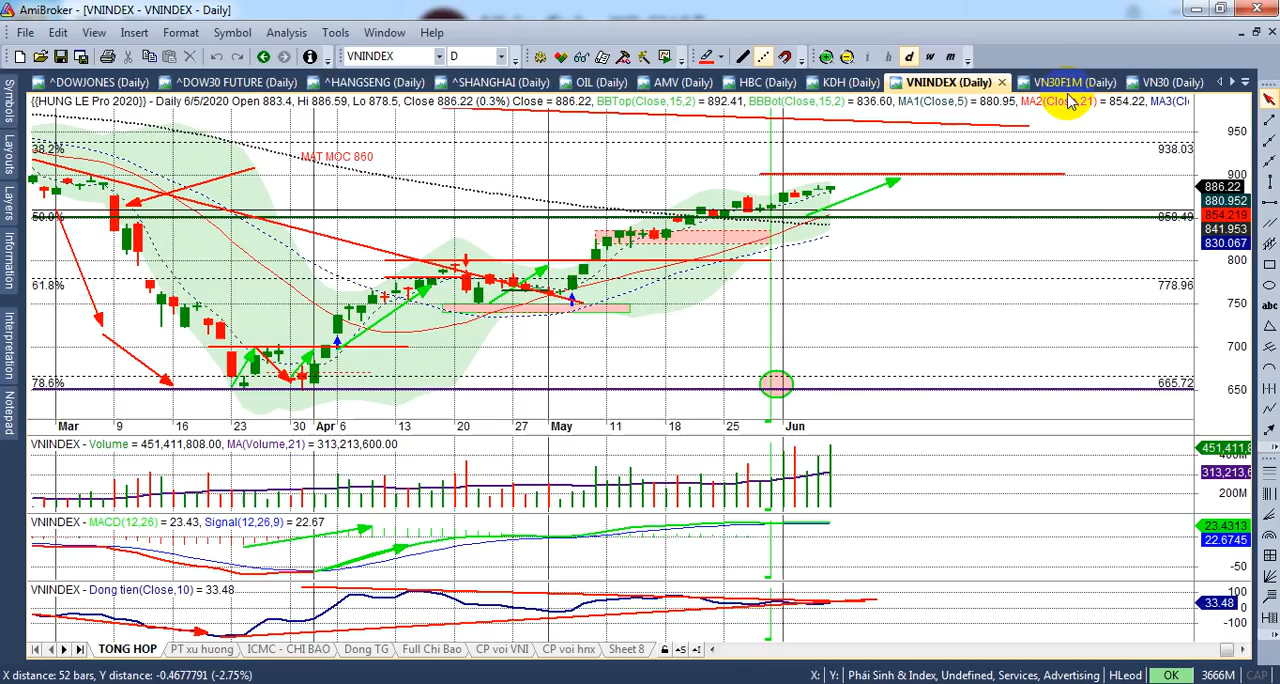 AmiBroker - [VNINDEX - VNINDEX - Daily]
File Edit View Insert Format Symbol Analysis Tools Window Help
VNINDEX D i h d w m
^DOWJONES (Daily) ^DOW30 FUTURE (Daily) ^HANGSENG (Daily) ^SHANGHAI (Daily) OIL (Daily) AMV (Daily) HBC (Daily) KDH (Daily) VNINDEX (Daily) VN30F1M (Daily) VN30 (Daily)
{{HUNG LE Pro 2020}} - Daily 6/5/2020 Open 883.4, Hi 887.59, Lo 878.5, Close 886.22 (0.3%) Close = 886.22, BBTop(Close,15,2) = 892.41, BBBot(Close,15,2) = 836.60, MA1(Close,5) = 880.95, MA2(Close,21) = 854.22, MA3(Cl
Symbols
Layouts
Layers
Information
Interpretation
Notepad
abc
MAT MOC 860
38.2% 938.03
50.0%
61.8% 778.96
78.6% 665.72
950
900
886.22
880.952
854.219
841.953
830.067
800
750
700
650
Mar 9 16 23 30 Apr 6 13 20 27 May 11 18 25 Jun
VNINDEX - Volume = 451,411,808.00, MA(Volume,21) = 313,213,600.00
451,411,8
313,213,6
200M
VNINDEX - MACD(12,26) = 23.43, Signal(12,26,9) = 22.67
23.4313
22.6745
-50
VNINDEX - Dong tien(Close,10) = 33.48
100
33.48
0
-100
TONG HOP PT xu huong ICMC - CHI BAO Dong TG Full Chi Bao CP voi VNI CP voi hnx Sheet 8
X distance: 52 bars, Y distance: -0.4677791 (-2.75%) X: Y: Phái Sinh & Index, Undefined, Services, Advertising HLeod OK 3666M CAP